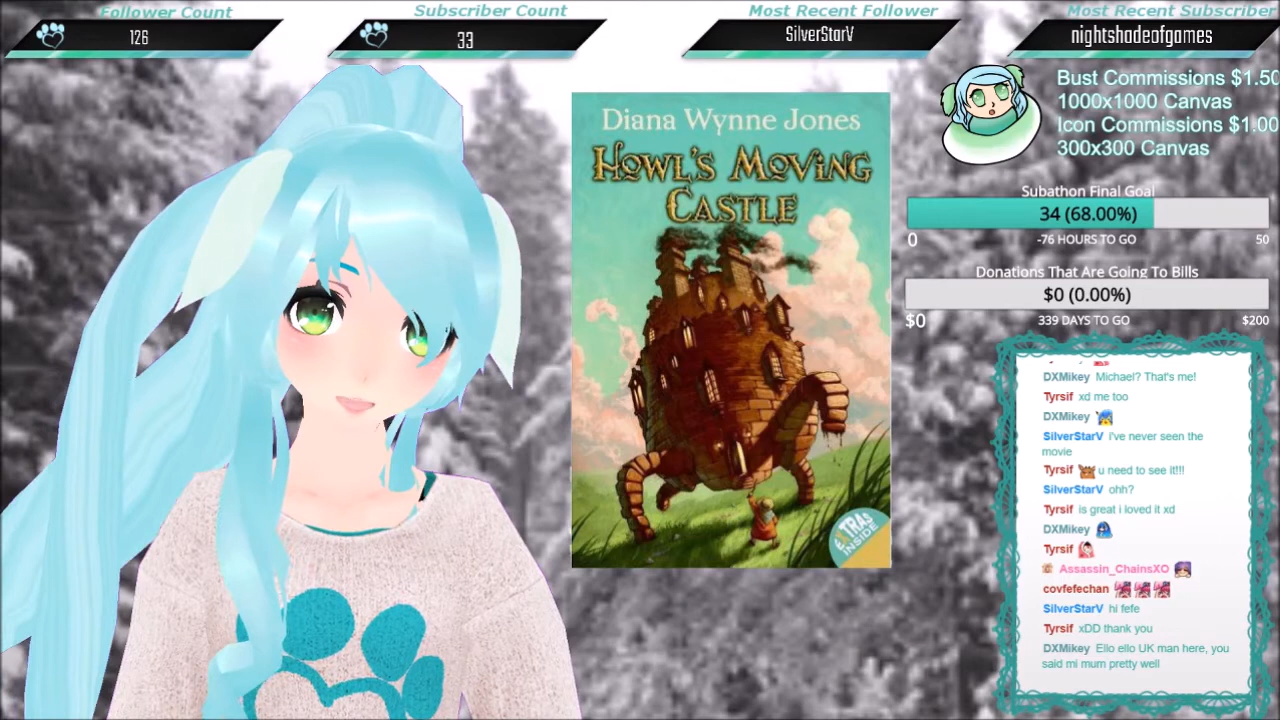 Follower Count
126
Subscriber Count
33
Most Recent Follower
SilverStarV
Most Recent Subscriber
nightshadeofgames
Diana Wynne Jones
HOWL'S MOVING
CASTLE
EXTRAS
INSIDE
Bust Commissions $1.50
1000x1000 Canvas
Icon Commissions $1.00
300x300 Canvas
Subathon Final Goal
34 (68.00%)
0 -76 HOURS TO GO 50
Donations That Are Going To Bills
$0 (0.00%)
$0 339 DAYS TO GO $200
DXMikey Michael? That's me!
Tyrsif xd me too
DXMikey
SilverStarV I've never seen the
movie
Tyrsif u need to see it!!!
SilverStarV ohh?
Tyrsif is great i loved it xd
DXMikey
Tyrsif
Assassin_ChainsXO
covfefechan
SilverStarV hi fefe
Tyrsif xDD thank you
DXMikey Ello ello UK man here, you
said mi mum pretty well